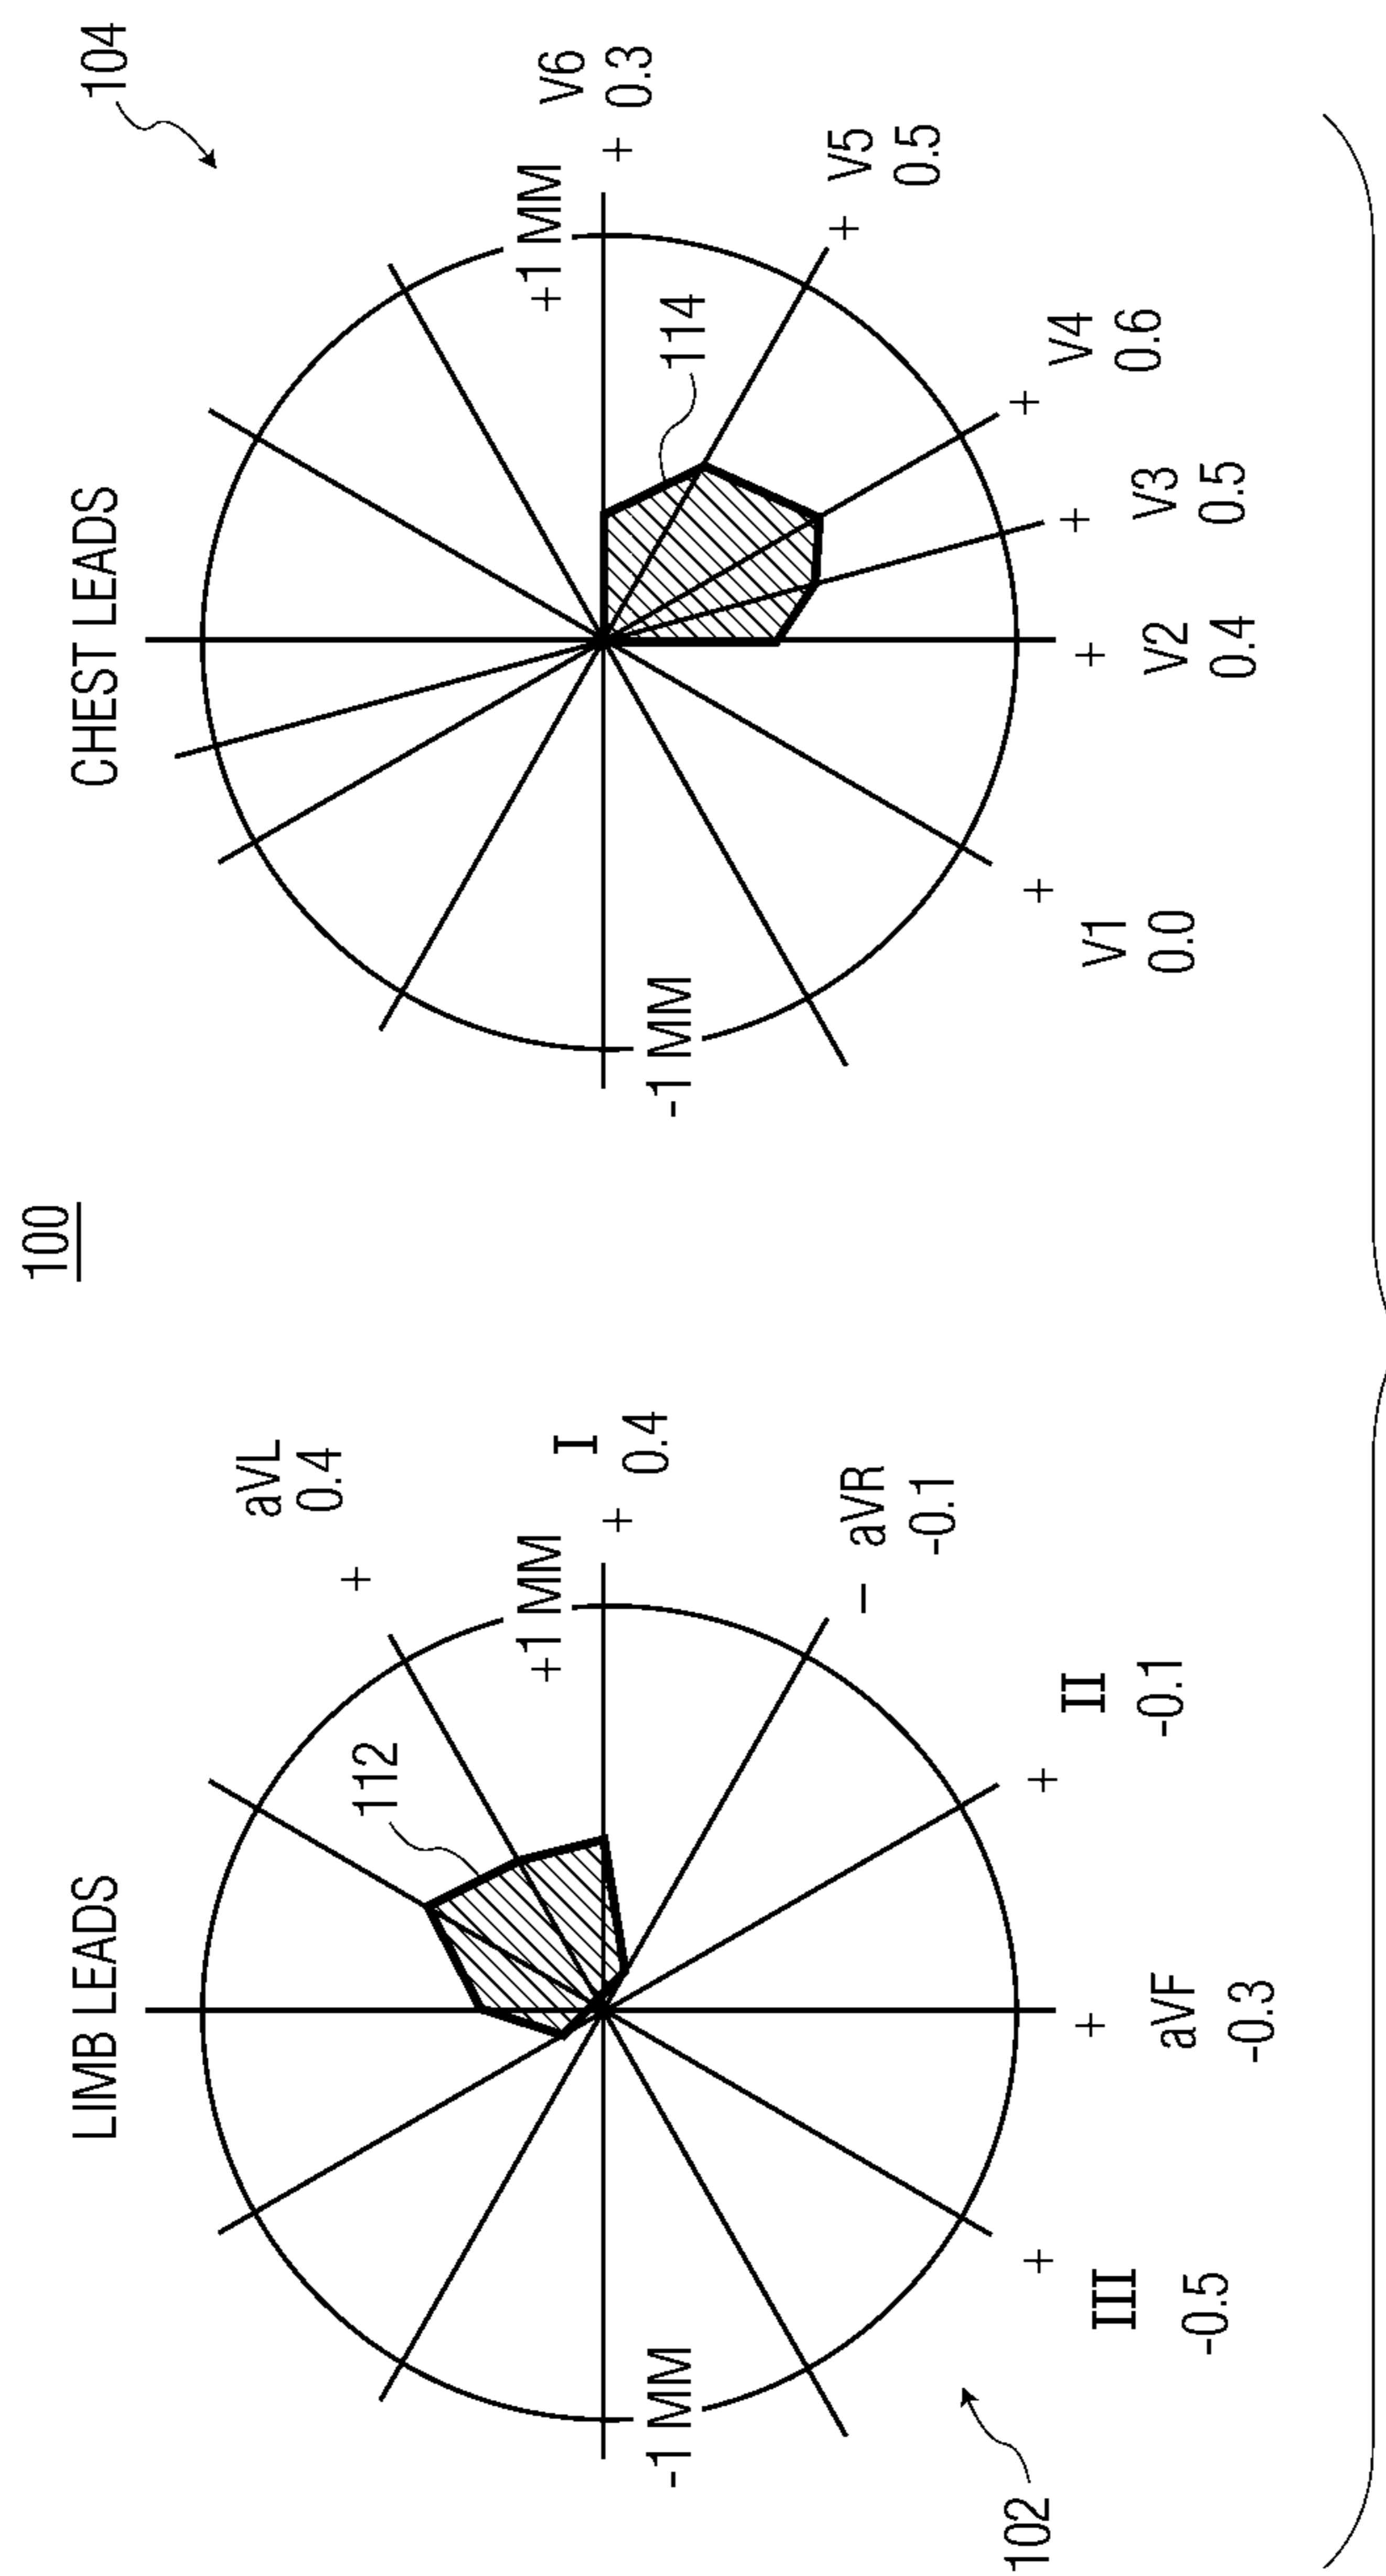 100
LIMB LEADS
112
aVL
0.4
+
+1 MM
+
I
0.4
-1 MM
–
aVR
-0.1
+
II
-0.1
+
aVF
-0.3
+
III
-0.5
102
CHEST LEADS
104
+1 MM
+
V6
0.3
114
-1 MM
+
V5
0.5
+
V4
0.6
+
V3
0.5
+
V2
0.4
+
V1
0.0